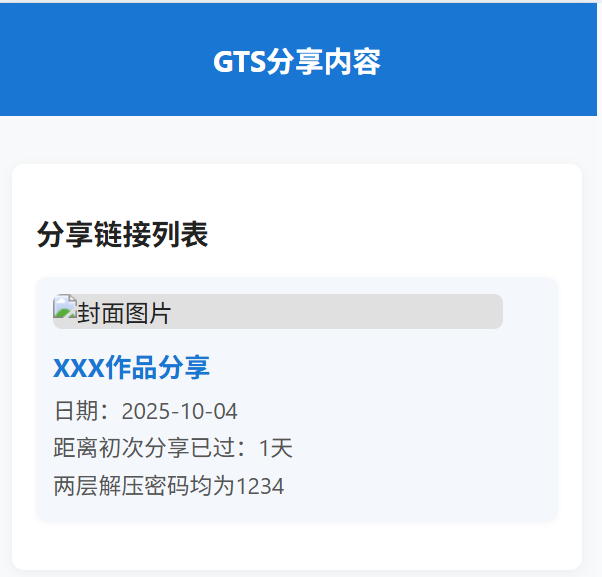 GTS分享内容
分享链接列表
封面图片
XXX作品分享
日期：2025-10-04
距离初次分享已过：1天
两层解压密码均为1234